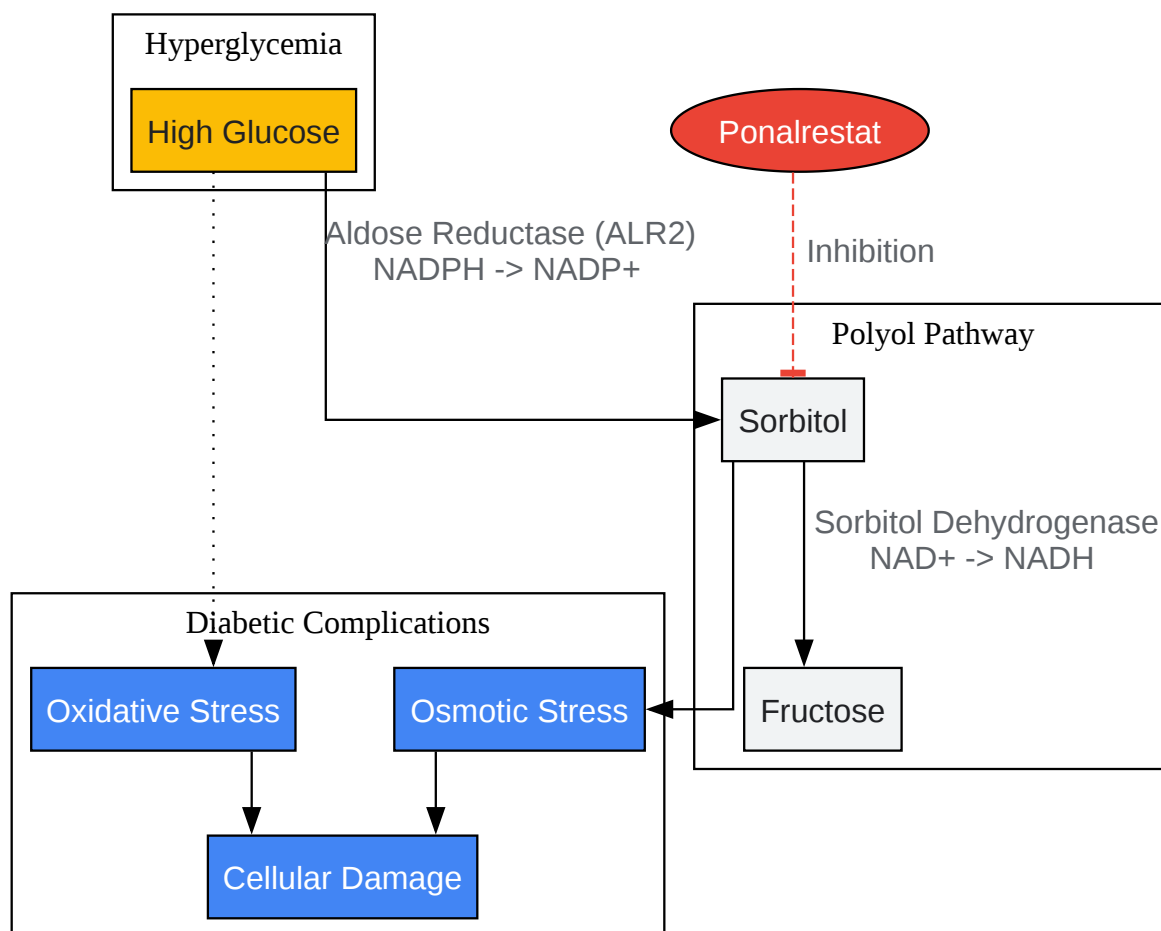 Hyperglycemia
High Glucose
Ponalrestat
Aldose Reductase (ALR2)
NADPH -> NADP+
Inhibition
Polyol Pathway
Sorbitol
Sorbitol Dehydrogenase
NAD+ -> NADH
Diabetic Complications
Oxidative Stress
Osmotic Stress
Fructose
Cellular Damage